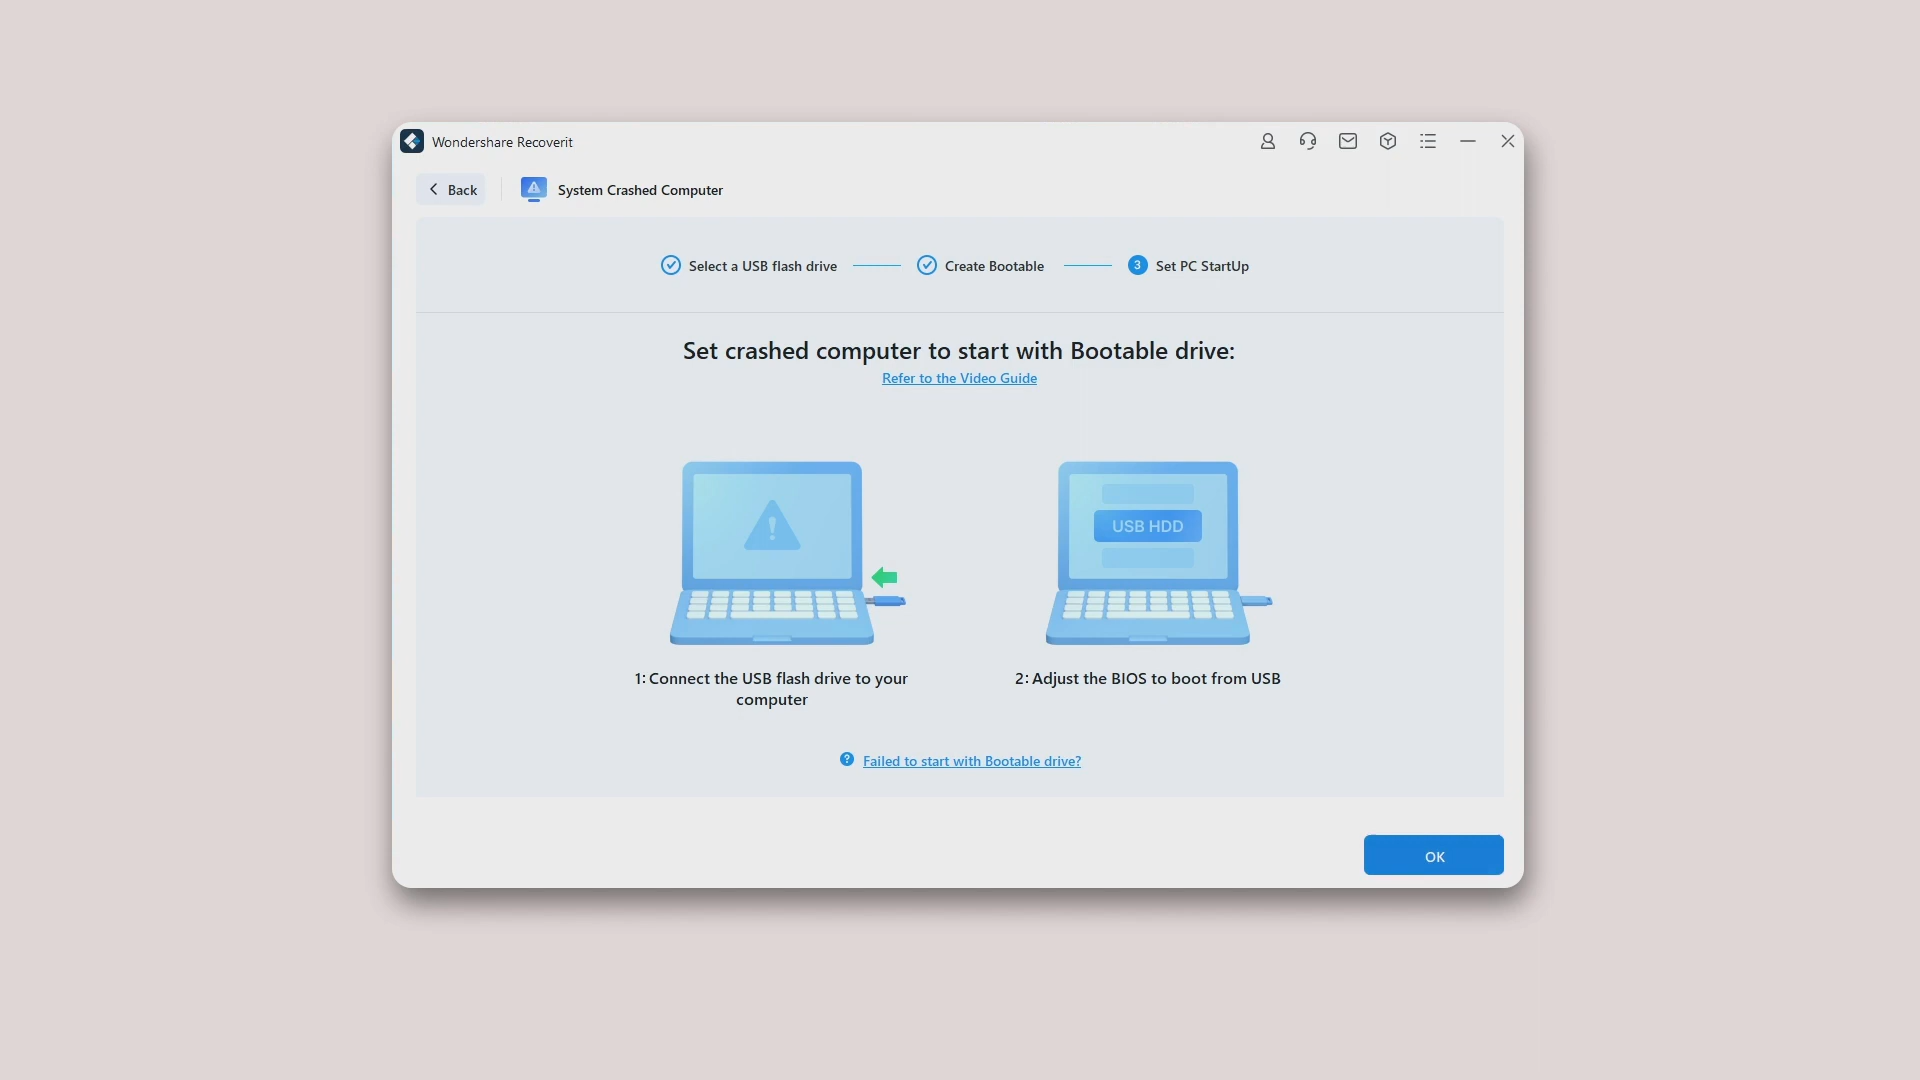 Wondershare Recoverit
Back
System Crashed Computer
Select a USB flash drive
Create Bootable
3
Set PC StartUp
Set crashed computer to start with Bootable drive:
Refer to the Video Guide
!
USB HDD
1: Connect the USB flash drive to your
computer
2: Adjust the BIOS to boot from USB
? Failed to start with Bootable drive?
OK